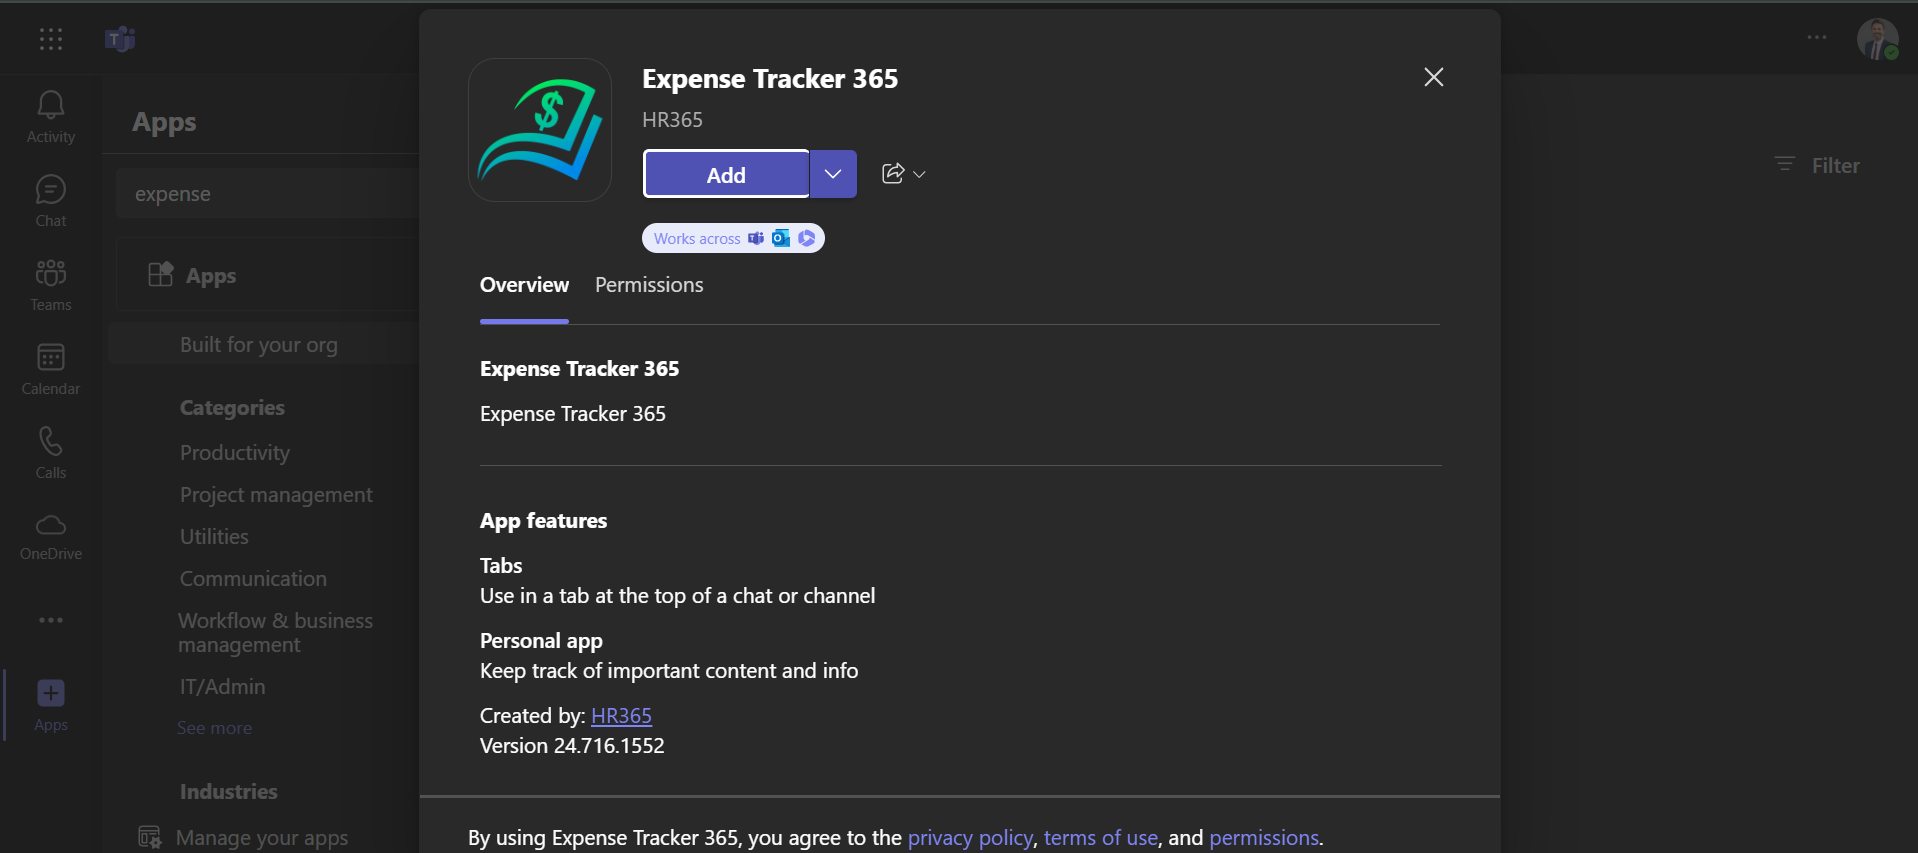 Activity
Chat
Teams
Calendar
Calls
OneDrive
Apps
Apps
expense
Apps
Built for your org
Categories
Productivity
Project management
Utilities
Communication
Workflow & business
management
IT/Admin
See more
Industries
Manage your apps
Expense Tracker 365
HR365
Add
Works across
Overview Permissions
Expense Tracker 365
Expense Tracker 365
App features
Tabs
Use in a tab at the top of a chat or channel
Personal app
Keep track of important content and info
Created by: HR365
Version 24.716.1552
By using Expense Tracker 365, you agree to the privacy policy, terms of use, and permissions.
Filter